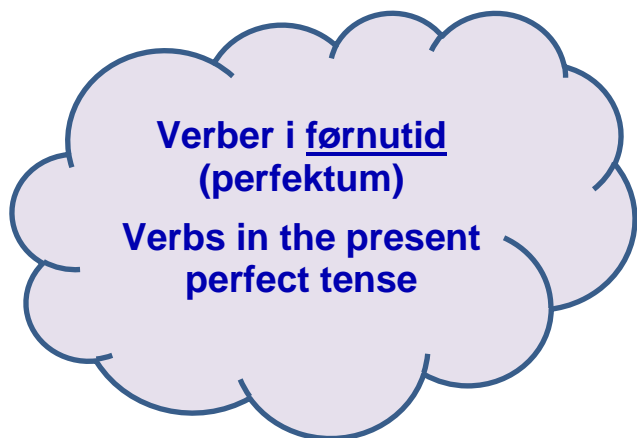 Verber i førnutid
(perfektum)
Verbs in the present
perfect tense